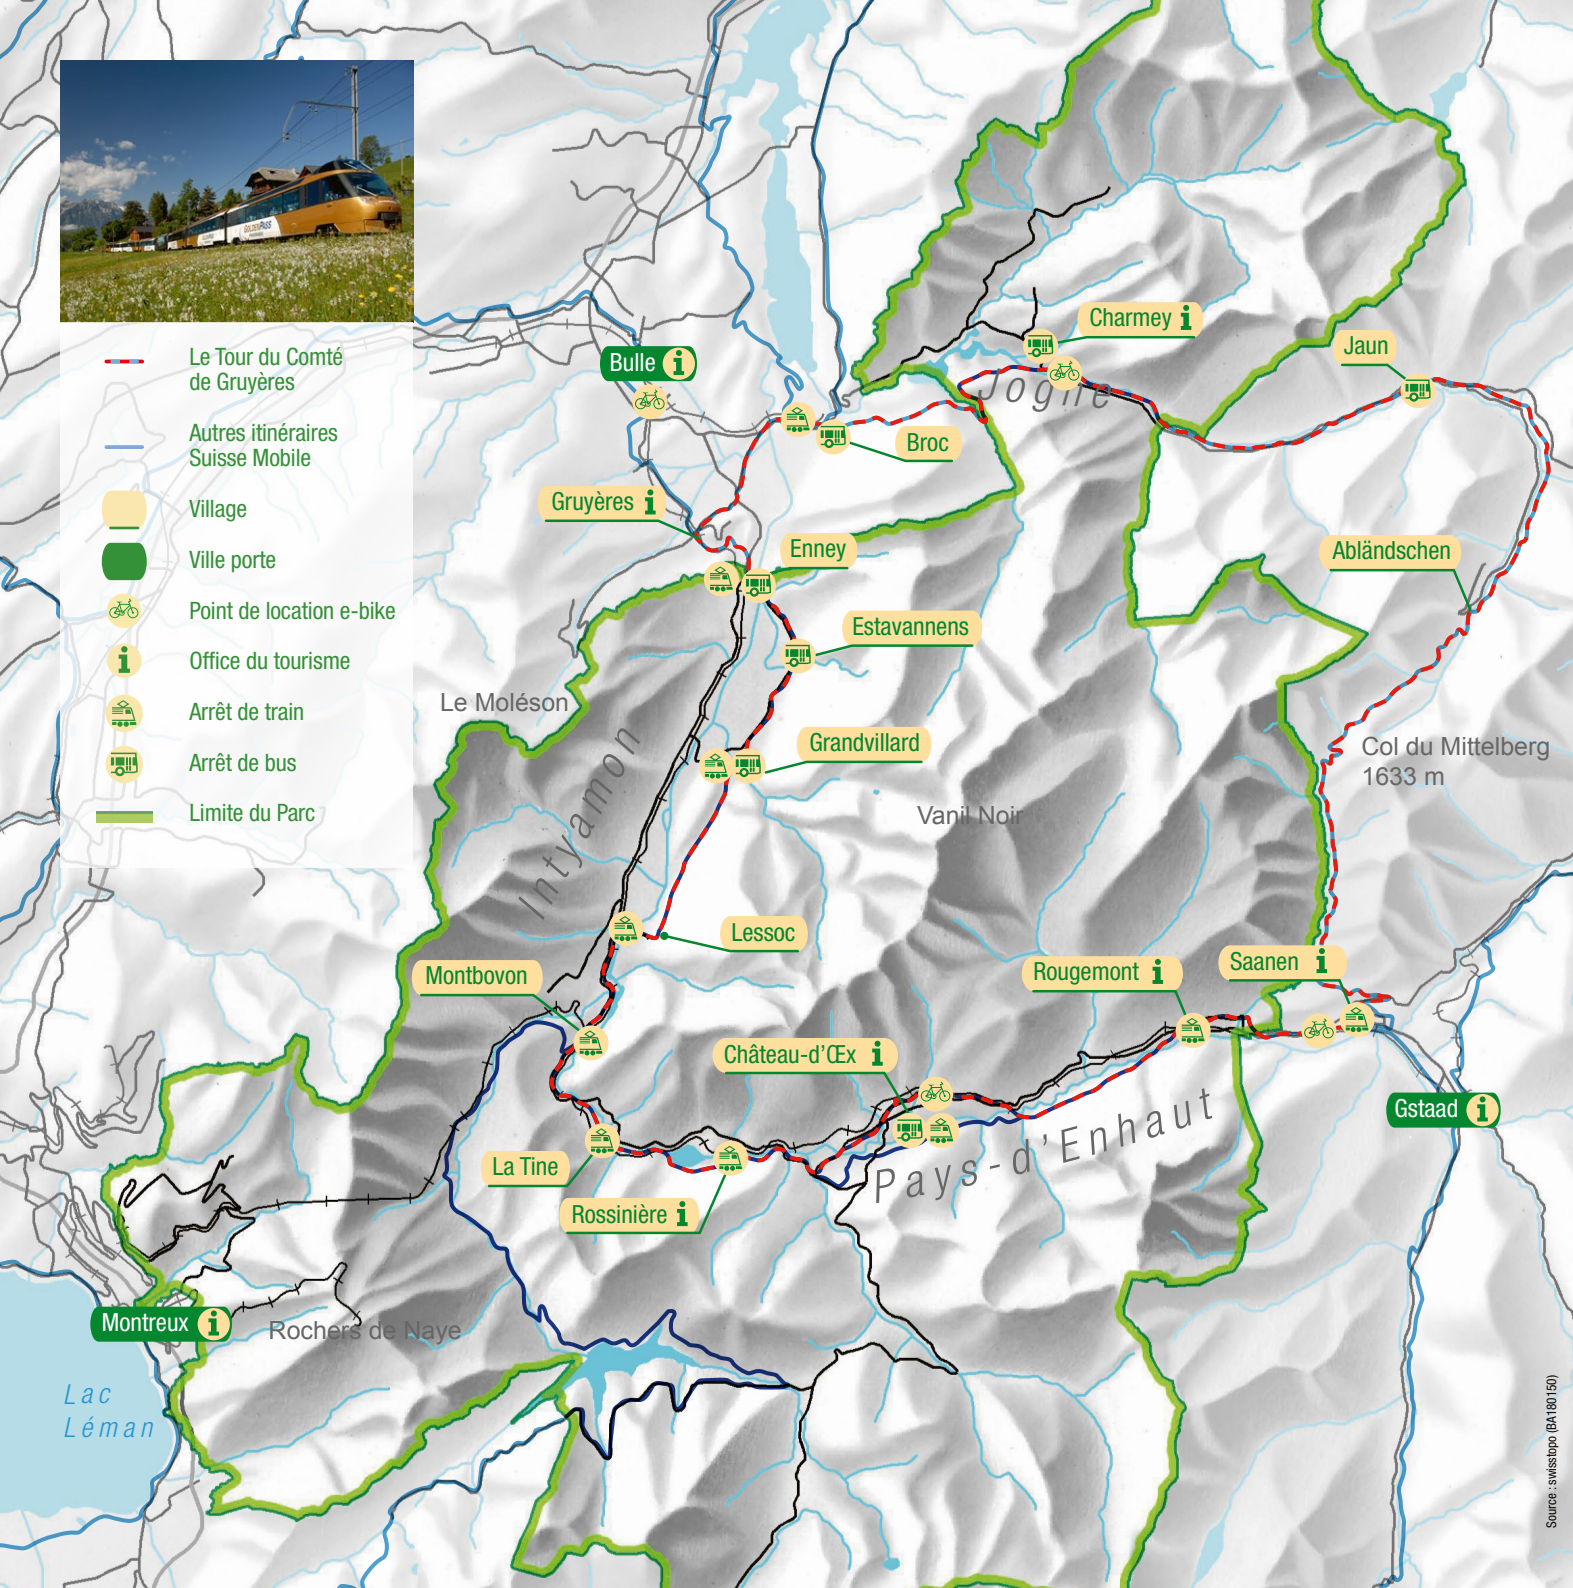 GOLDENPASS
Le Tour du Comté
de Gruyères
Autres itinéraires
Suisse Mobile
Village
Ville porte
Point de location e-bike
Office du tourisme
Arrêt de train
Arrêt de bus
Limite du Parc
Charmey i
Jaun
Bulle i
Jogne
Broc
Gruyères i
Enney
Abländschen
Estavannens
Le Moléson
Grandvillard
Col du Mittelberg
1633 m
Intyamon
Vanil Noir
Lessoc
Montbovon
Rougemont i
Saanen i
Château-d'Œx i
Gstaad i
Pays-d'Enhaut
La Tine
Rossinière i
Montreux i
Rochers de Naye
Lac
Léman
Source : swisstopo (BA180150)